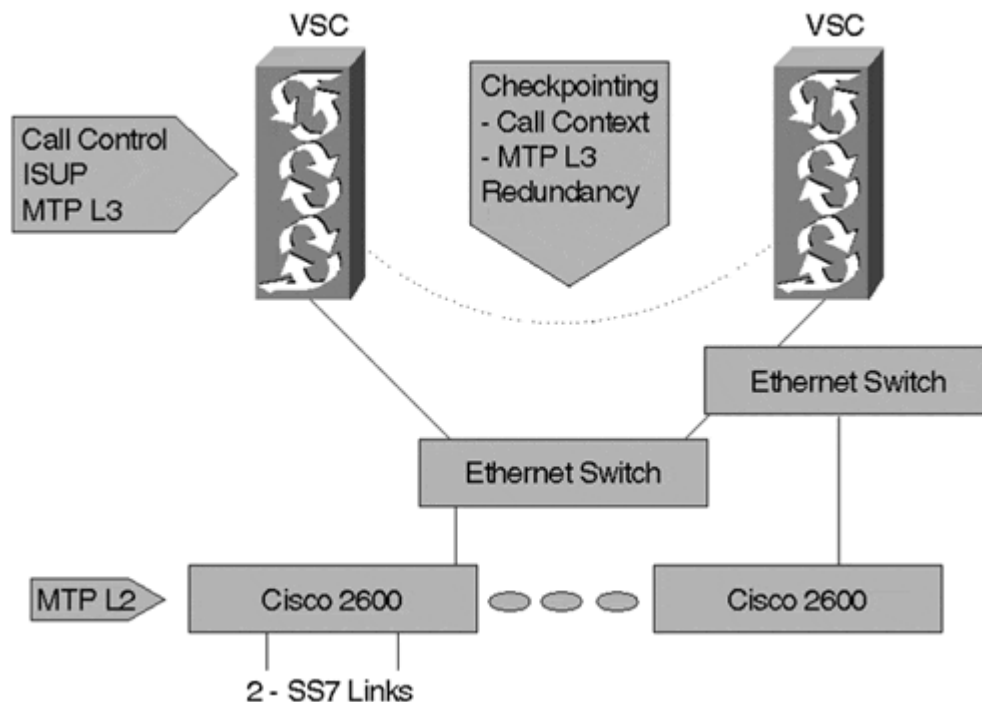 VSC
VSC
Call Control
ISUP
MTP L3
Checkpointing
- Call Context
- MTP L3
Redundancy
Ethernet Switch
Ethernet Switch
MTP L2
Cisco 2600
Cisco 2600
2 - SS7 Links